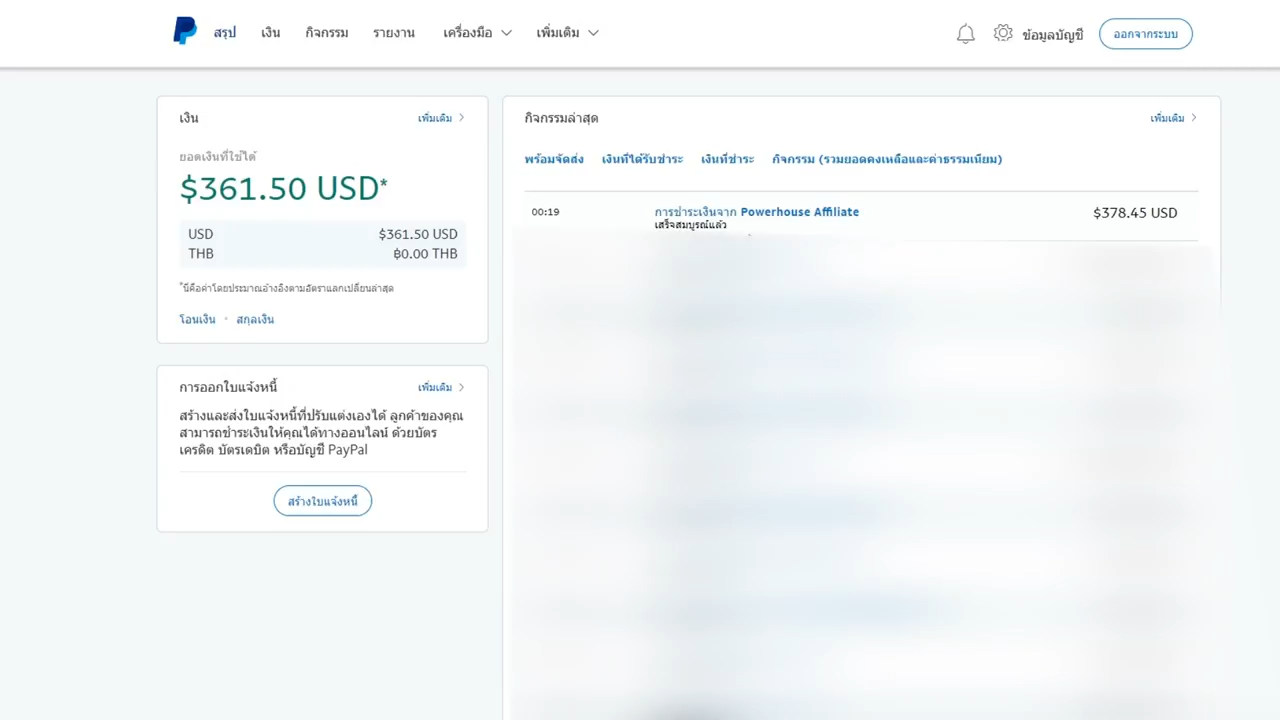 สรุป เงิน กิจกรรม รายงาน เครื่องมือ เพิ่มเติม ข้อมูลบัญชี ออกจากระบบ
เงิน เพิ่มเติม
ยอดเงินที่ใช้ได้
$361.50 USD*
USD $361.50 USD
THB ฿0.00 THB
*นี่คือค่าโดยประมาณอ้างอิงตามอัตราแลกเปลี่ยนล่าสุด
โอนเงิน · สกุลเงิน
การออกใบแจ้งหนี้ เพิ่มเติม
สร้างและส่งใบแจ้งหนี้ที่ปรับแต่งเองได้ ลูกค้าของคุณ
สามารถชำระเงินให้คุณได้ทางออนไลน์ ด้วยบัตร
เครดิต บัตรเดบิต หรือบัญชี PayPal
สร้างใบแจ้งหนี้
กิจกรรมล่าสุด เพิ่มเติม
พร้อมจัดส่ง เงินที่ได้รับชำระ เงินที่ชำระ กิจกรรม (รวมยอดคงเหลือและค่าธรรมเนียม)
00:19 การชำระเงินจาก Powerhouse Affiliate $378.45 USD
เสร็จสมบูรณ์แล้ว